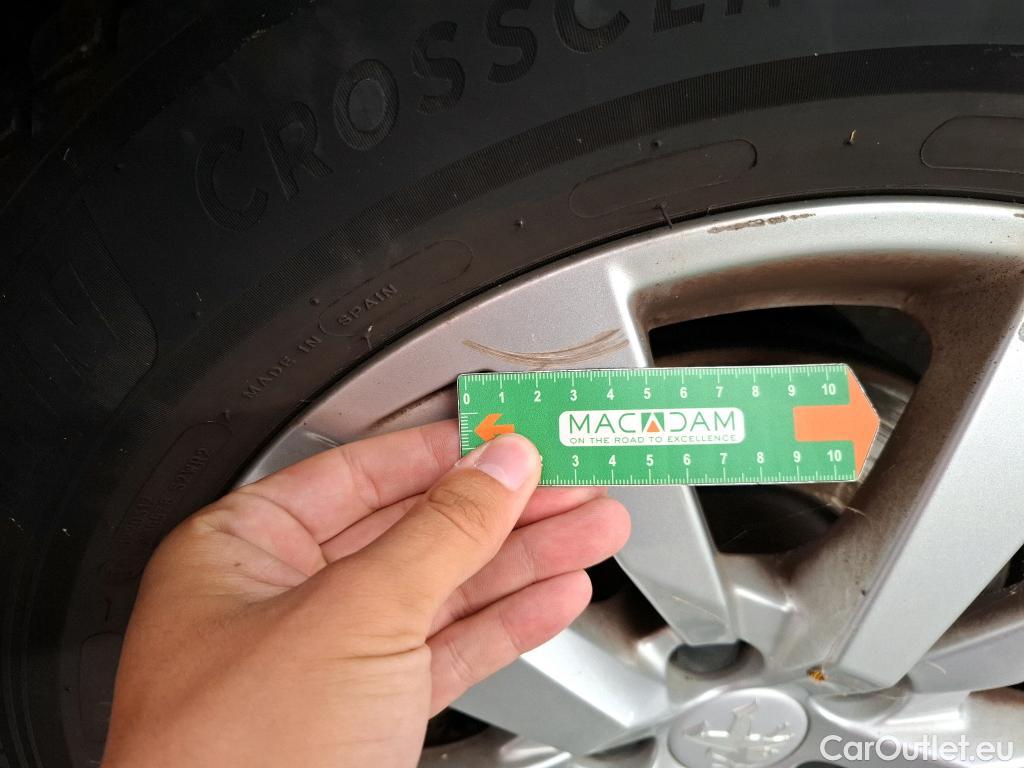 CROSSCLI
MADE IN SPAIN
0 1 2 3 4 5 6 7 8 9 10
MACADAM
ON THE ROAD TO EXCELLENCE
3 4 5 6 7 8 9 10
CarOutlet.eu